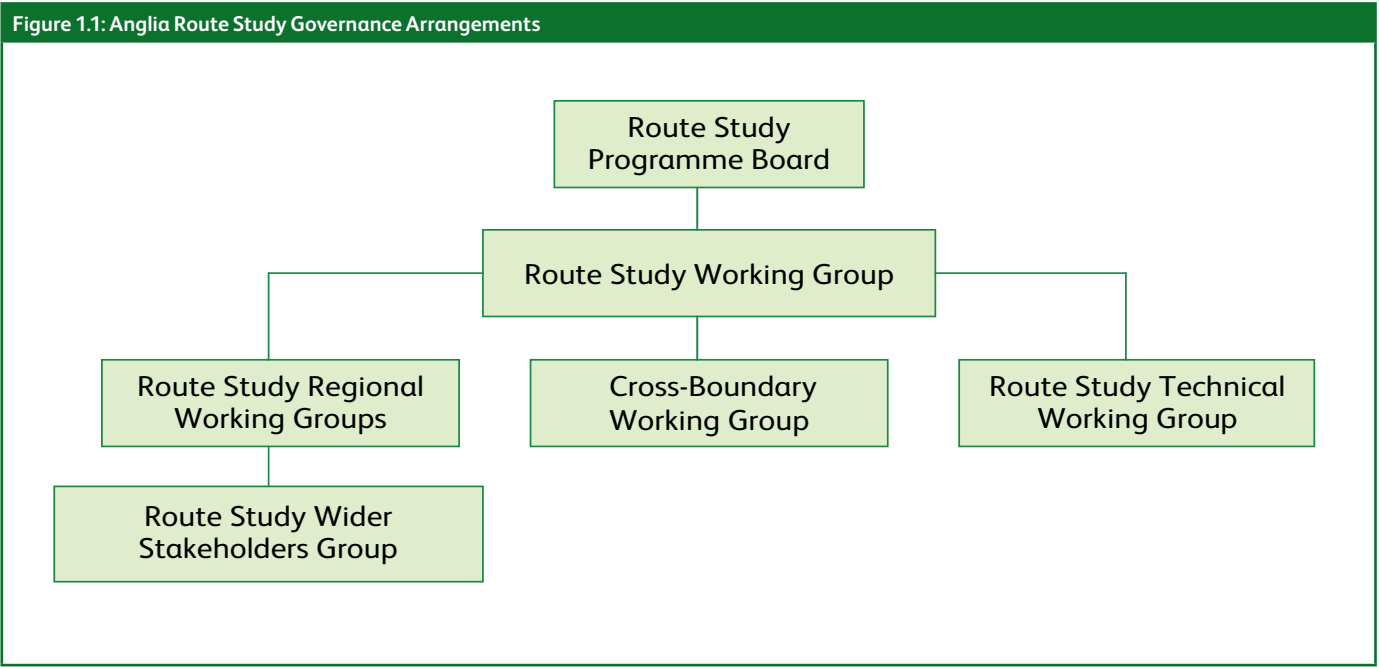 Figure 1.1: Anglia Route Study Governance Arrangements
Route Study
Programme Board
Route Study Working Group
Route Study Regional
Working Groups
Cross-Boundary
Working Group
Route Study Technical
Working Group
Route Study Wider
Stakeholders Group